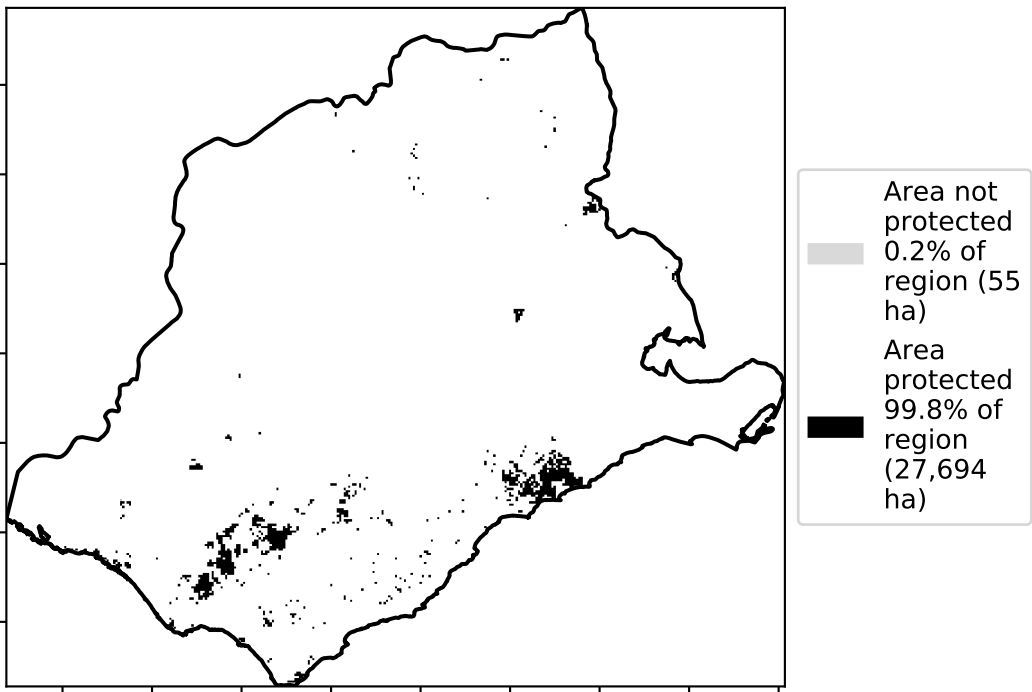 Area not
protected
0.2% of
region (55
ha)
Area
protected
99.8% of
region
(27,694
ha)